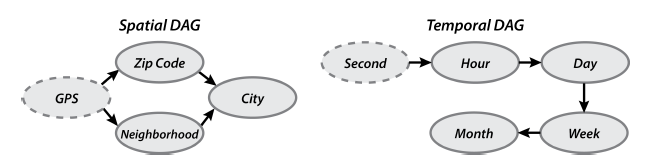 Spatial DAG
Zip Code
GPS
City
Neighborhood
Temporal DAG
Second
Hour
Day
Month
Week